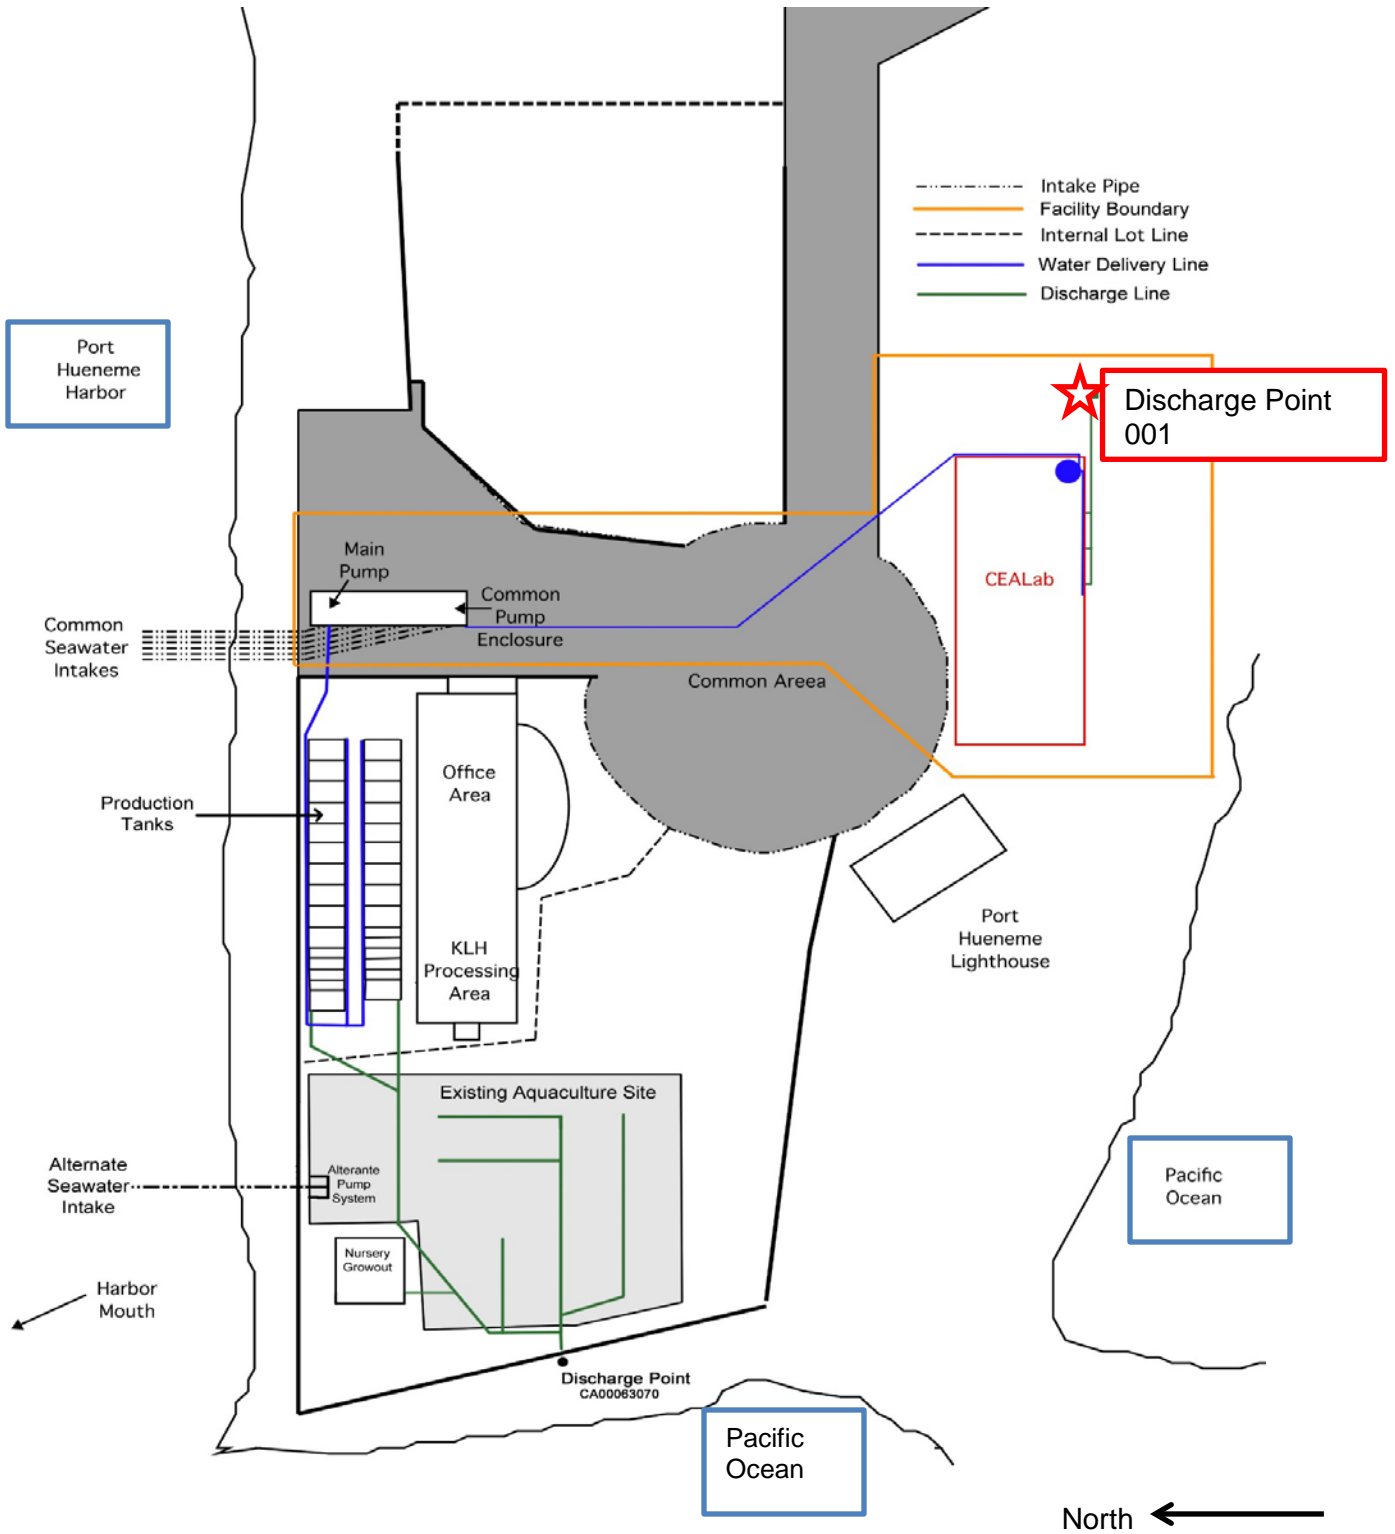 Intake Pipe
Facility Boundary
Internal Lot Line
Water Delivery Line
Discharge Line
Port
Hueneme
Harbor
Discharge Point
001
Main
Pump
Common
Pump
Enclosure
CEALab
Common
Seawater
Intakes
Common Areea
Office
Area
Production
Tanks
KLH
Processing
Area
Port
Hueneme
Lighthouse
Existing Aquaculture Site
Alternate
Seawater
Intake
Alterante
Pump
System
Pacific
Ocean
Nursery
Growout
Harbor
Mouth
Discharge Point
CA00063070
Pacific
Ocean
North